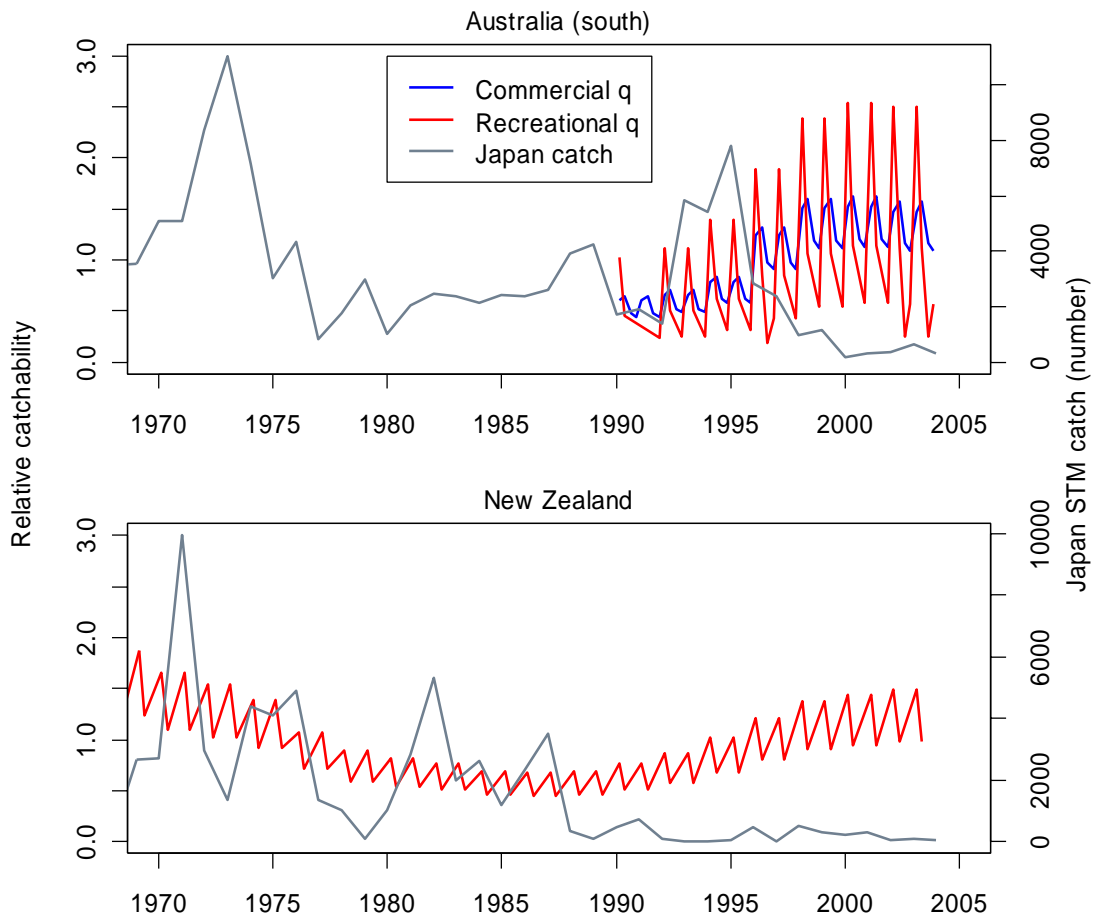 Australia (south)
Commercial q
Recreational q
Japan catch
3.0
2.0
1.0
0.0
8000
4000
0
1970 1975 1980 1985 1990 1995 2000 2005
Relative catchability
Japan STM catch (number)
New Zealand
3.0
2.0
1.0
0.0
10000
6000
2000
0
1970 1975 1980 1985 1990 1995 2000 2005